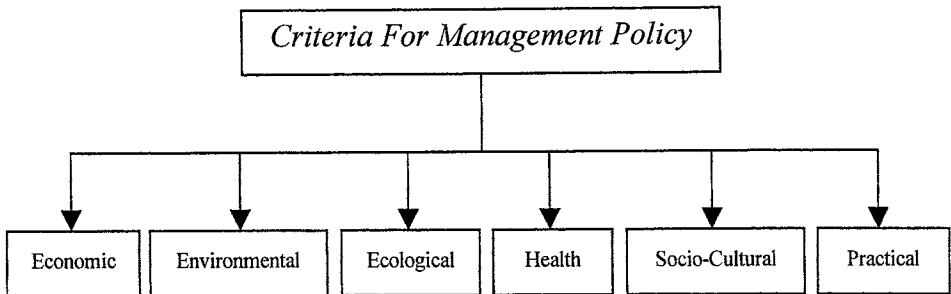 Criteria For Management Policy
Economic
Environmental
Ecological
Health
Socio-Cultural
Practical